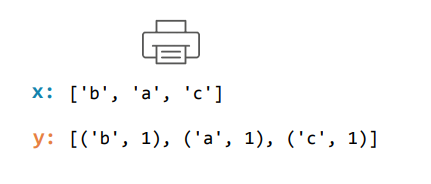 x: ['b', 'a', 'c']
y: [('b', 1), ('a', 1), ('c', 1)]